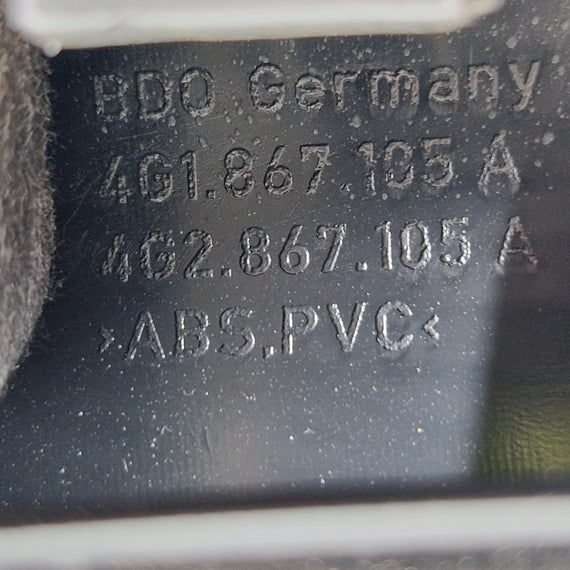 BDO Germany
4G1.867.105 A
4G2.867.105 A
>ABS.PVC<